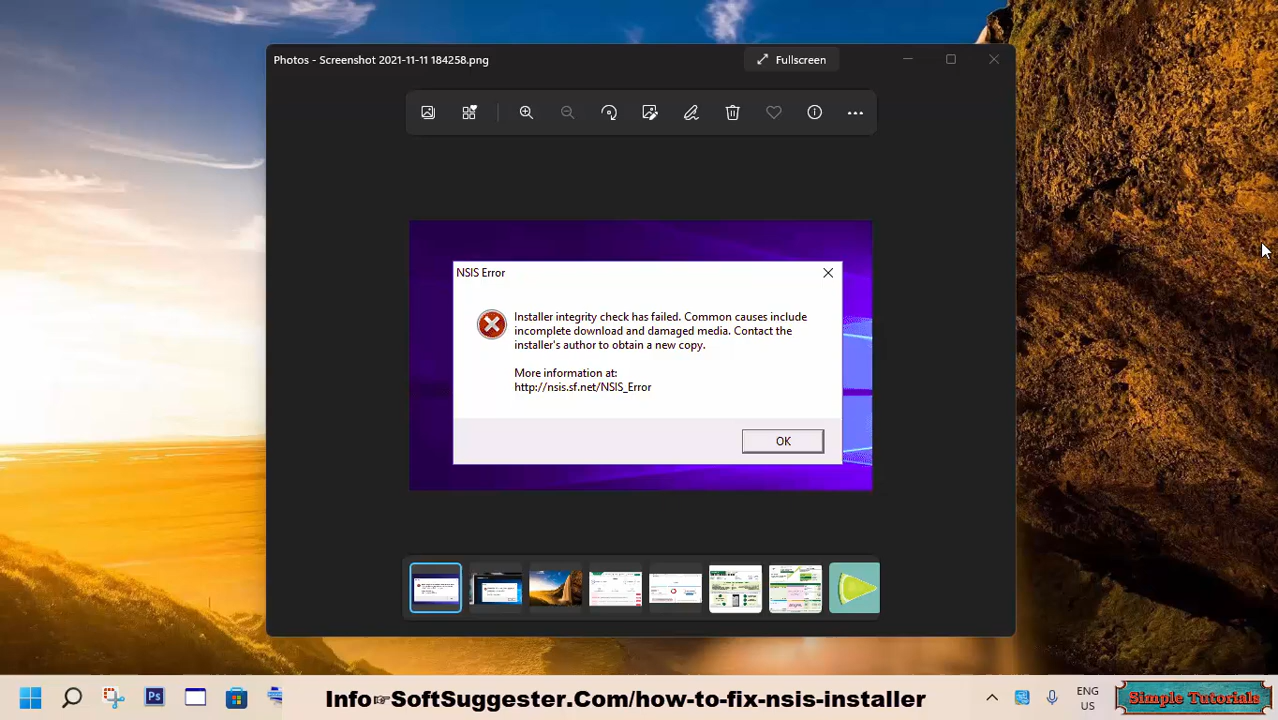 Photos - Screenshot 2021-11-11 184258.png
Fullscreen
NSIS Error
Installer integrity check has failed. Common causes include
incomplete download and damaged media. Contact the
installer's author to obtain a new copy.
More information at:
http://nsis.sf.net/NSIS_Error
OK
Ps
Info☞SoftSuggestor.Com/how-to-fix-nsis-installer
ENG
US
Simple Tutorials